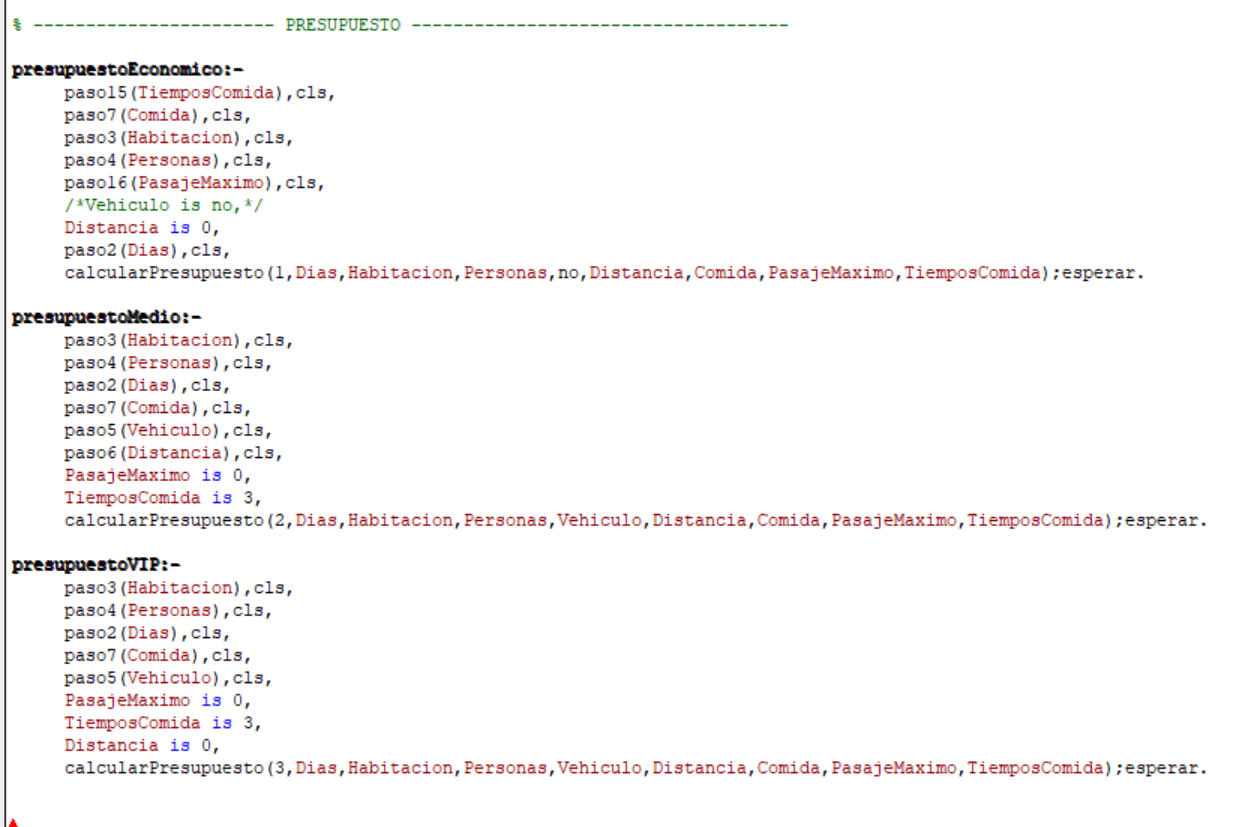 % ----------------------- PRESUPUESTO ------------------------------------
presupuestoEconomico:-
paso15(TiemposComida),cls,
paso7(Comida),cls,
paso3(Habitacion),cls,
paso4(Personas),cls,
paso16(PasajeMaximo),cls,
/*Vehiculo is no,*/
Distancia is 0,
paso2(Dias),cls,
calcularPresupuesto(1,Dias,Habitacion,Personas,no,Distancia,Comida,PasajeMaximo,TiemposComida);esperar.
presupuestoMedio:-
paso3(Habitacion),cls,
paso4(Personas),cls,
paso2(Dias),cls,
paso7(Comida),cls,
paso5(Vehiculo),cls,
paso6(Distancia),cls,
PasajeMaximo is 0,
TiemposComida is 3,
calcularPresupuesto(2,Dias,Habitacion,Personas,Vehiculo,Distancia,Comida,PasajeMaximo,TiemposComida);esperar.
presupuestoVIP:-
paso3(Habitacion),cls,
paso4(Personas),cls,
paso2(Dias),cls,
paso7(Comida),cls,
paso5(Vehiculo),cls,
PasajeMaximo is 0,
TiemposComida is 3,
Distancia is 0,
calcularPresupuesto(3,Dias,Habitacion,Personas,Vehiculo,Distancia,Comida,PasajeMaximo,TiemposComida);esperar.